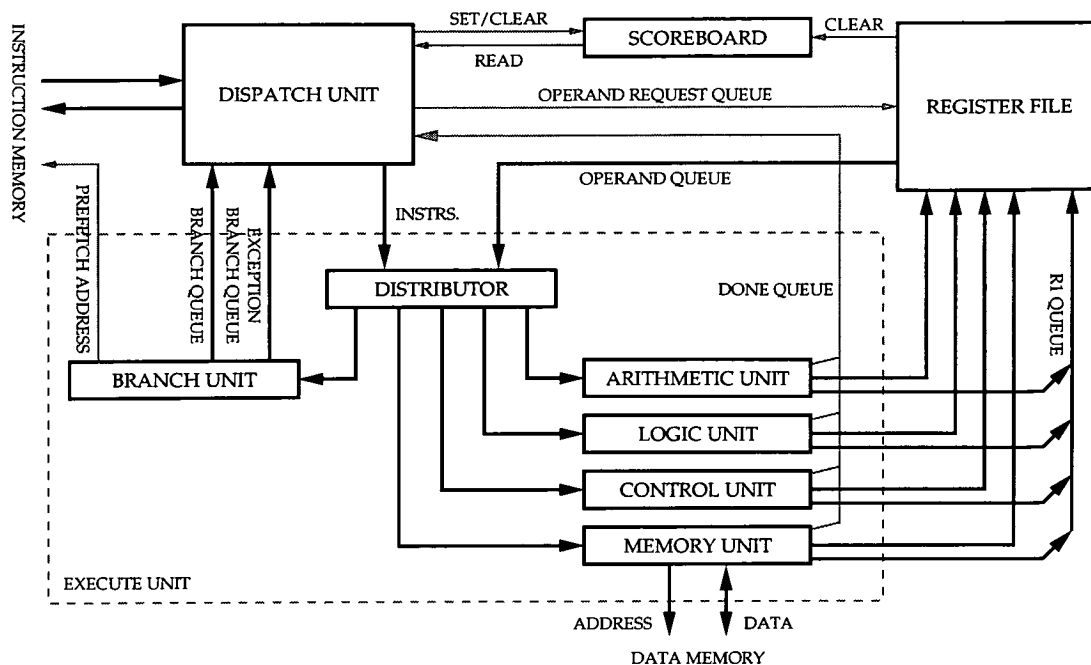 SET/CLEAR
SCOREBOARD
CLEAR
READ
INSTRUCTION MEMORY
DISPATCH UNIT
OPERAND REQUEST QUEUE
REGISTER FILE
OPERAND QUEUE
PREFETCH ADDRESS
BRANCH QUEUE
EXCEPTION
BRANCH QUEUE
INSTRS.
DISTRIBUTOR
DONE QUEUE
R1 QUEUE
BRANCH UNIT
ARITHMETIC UNIT
LOGIC UNIT
CONTROL UNIT
MEMORY UNIT
EXECUTE UNIT
ADDRESS
DATA
DATA MEMORY